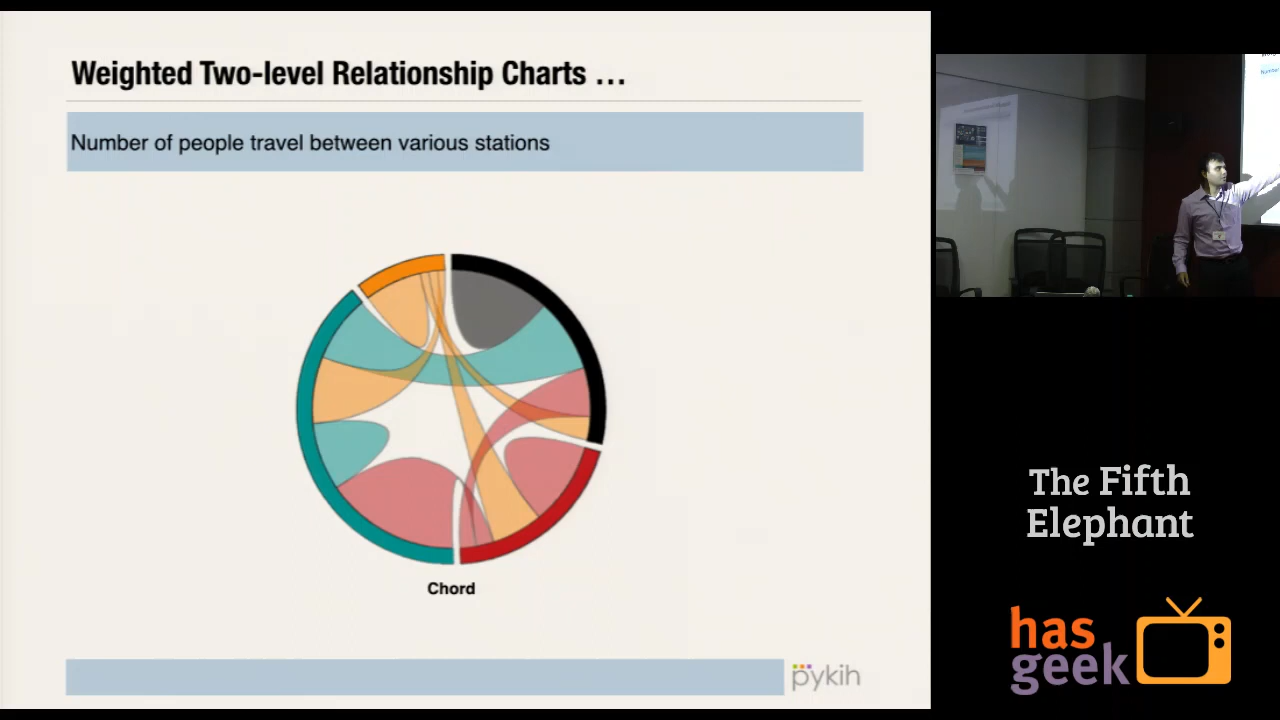 Weighted Two-level Relationship Charts …
Number of people travel between various stations
Chord
pykih
The Fifth
Elephant
has
geek